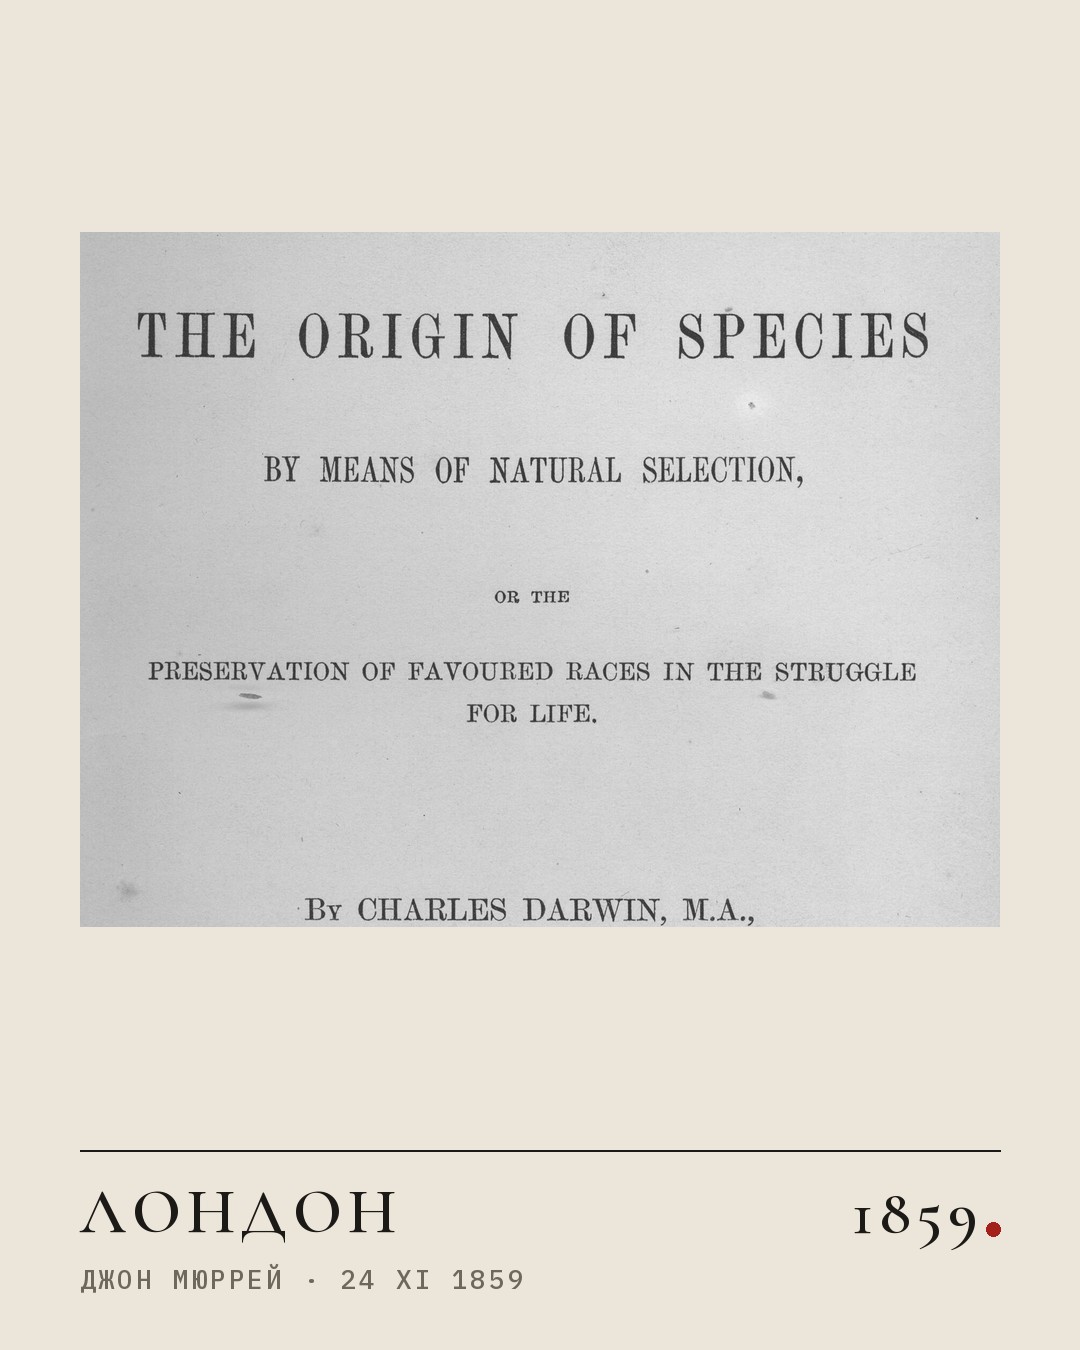 THE ORIGIN OF SPECIES
BY MEANS OF NATURAL SELECTION,
OR THE
PRESERVATION OF FAVOURED RACES IN THE STRUGGLE
FOR LIFE.
By CHARLES DARWIN, M.A.,
ЛОНДОН
1859.
ДЖОН МЮРРЕЙ · 24 XI 1859